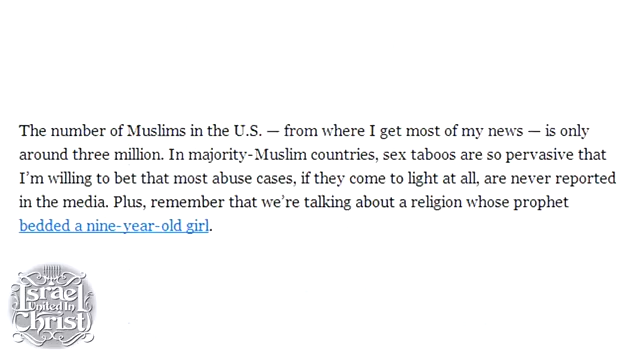 The number of Muslims in the U.S. — from where I get most of my news — is only
around three million. In majority-Muslim countries, sex taboos are so pervasive that
I'm willing to bet that most abuse cases, if they come to light at all, are never reported
in the media. Plus, remember that we're talking about a religion whose prophet
bedded a nine-year-old girl.
Israel
United In
Christ